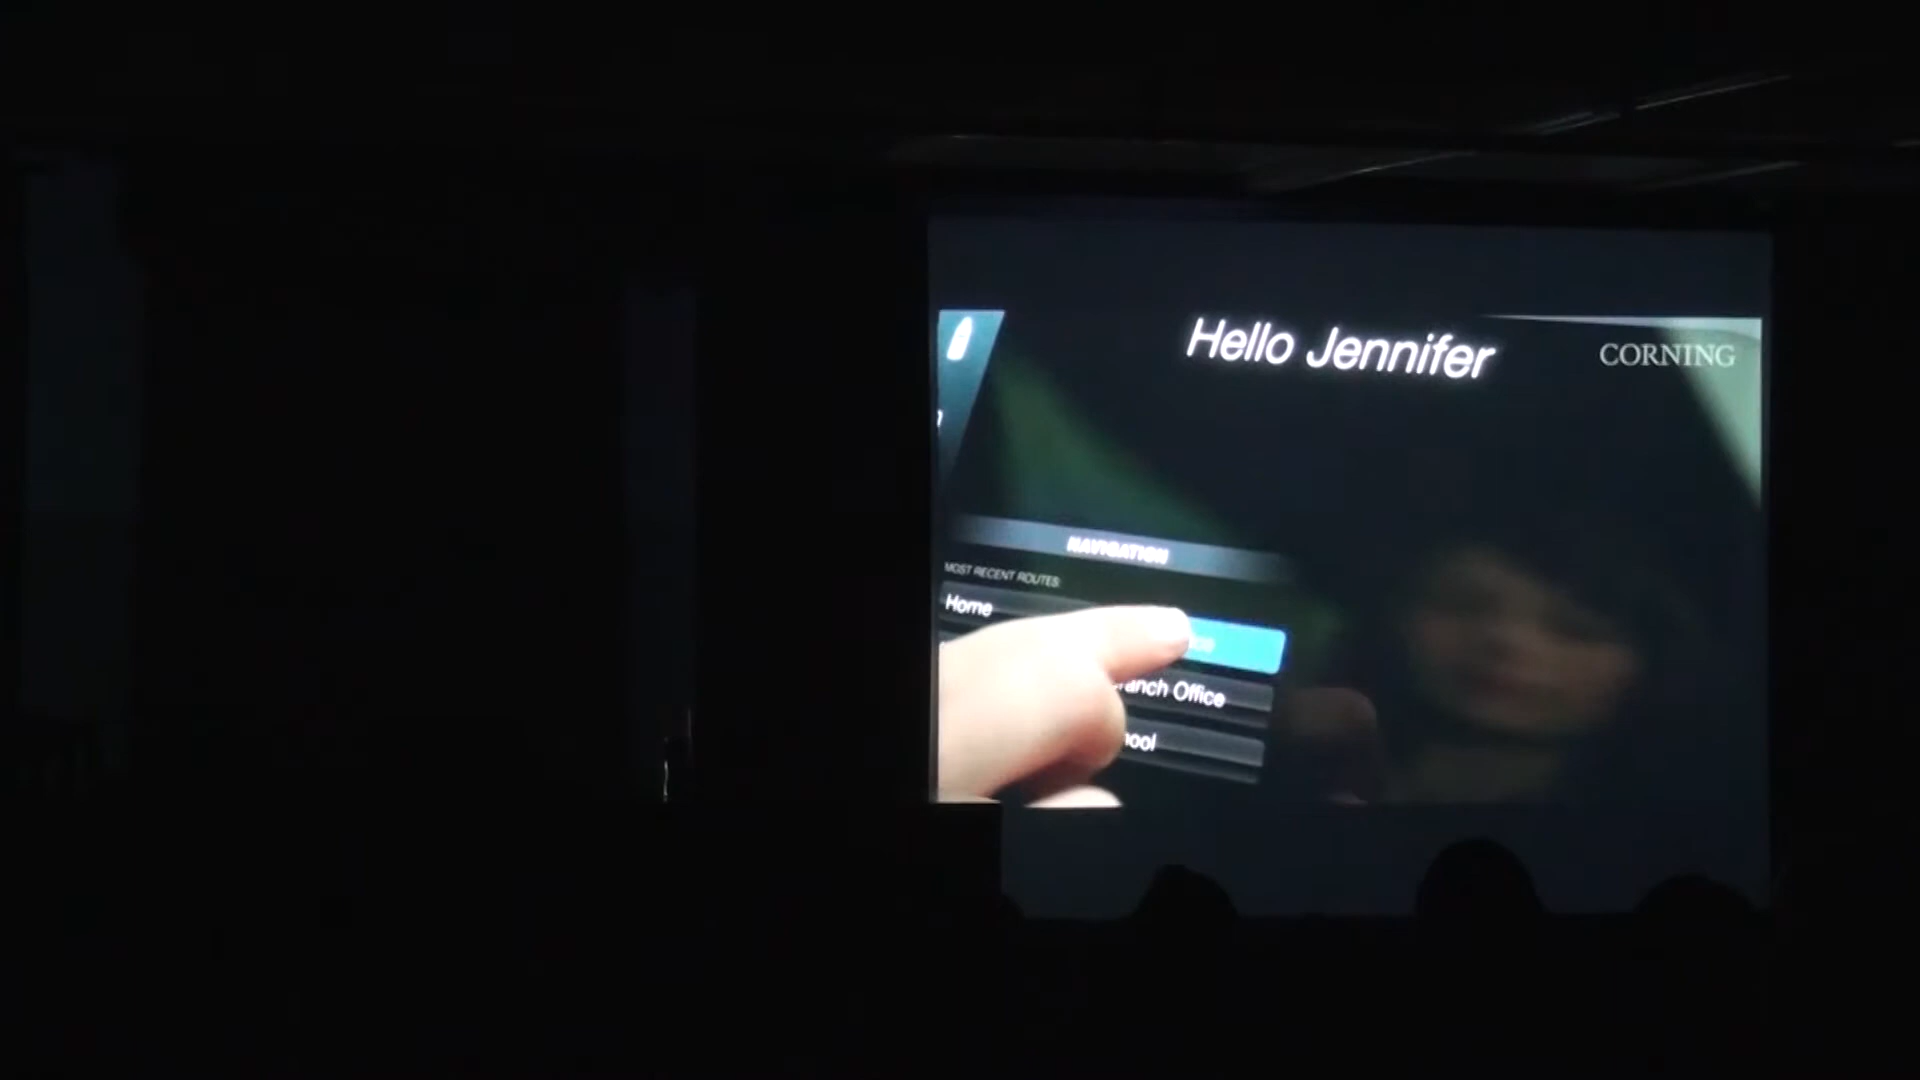 Hello Jennifer
CORNING
NAVIGATION
MOST RECENT ROUTES:
Home
Office